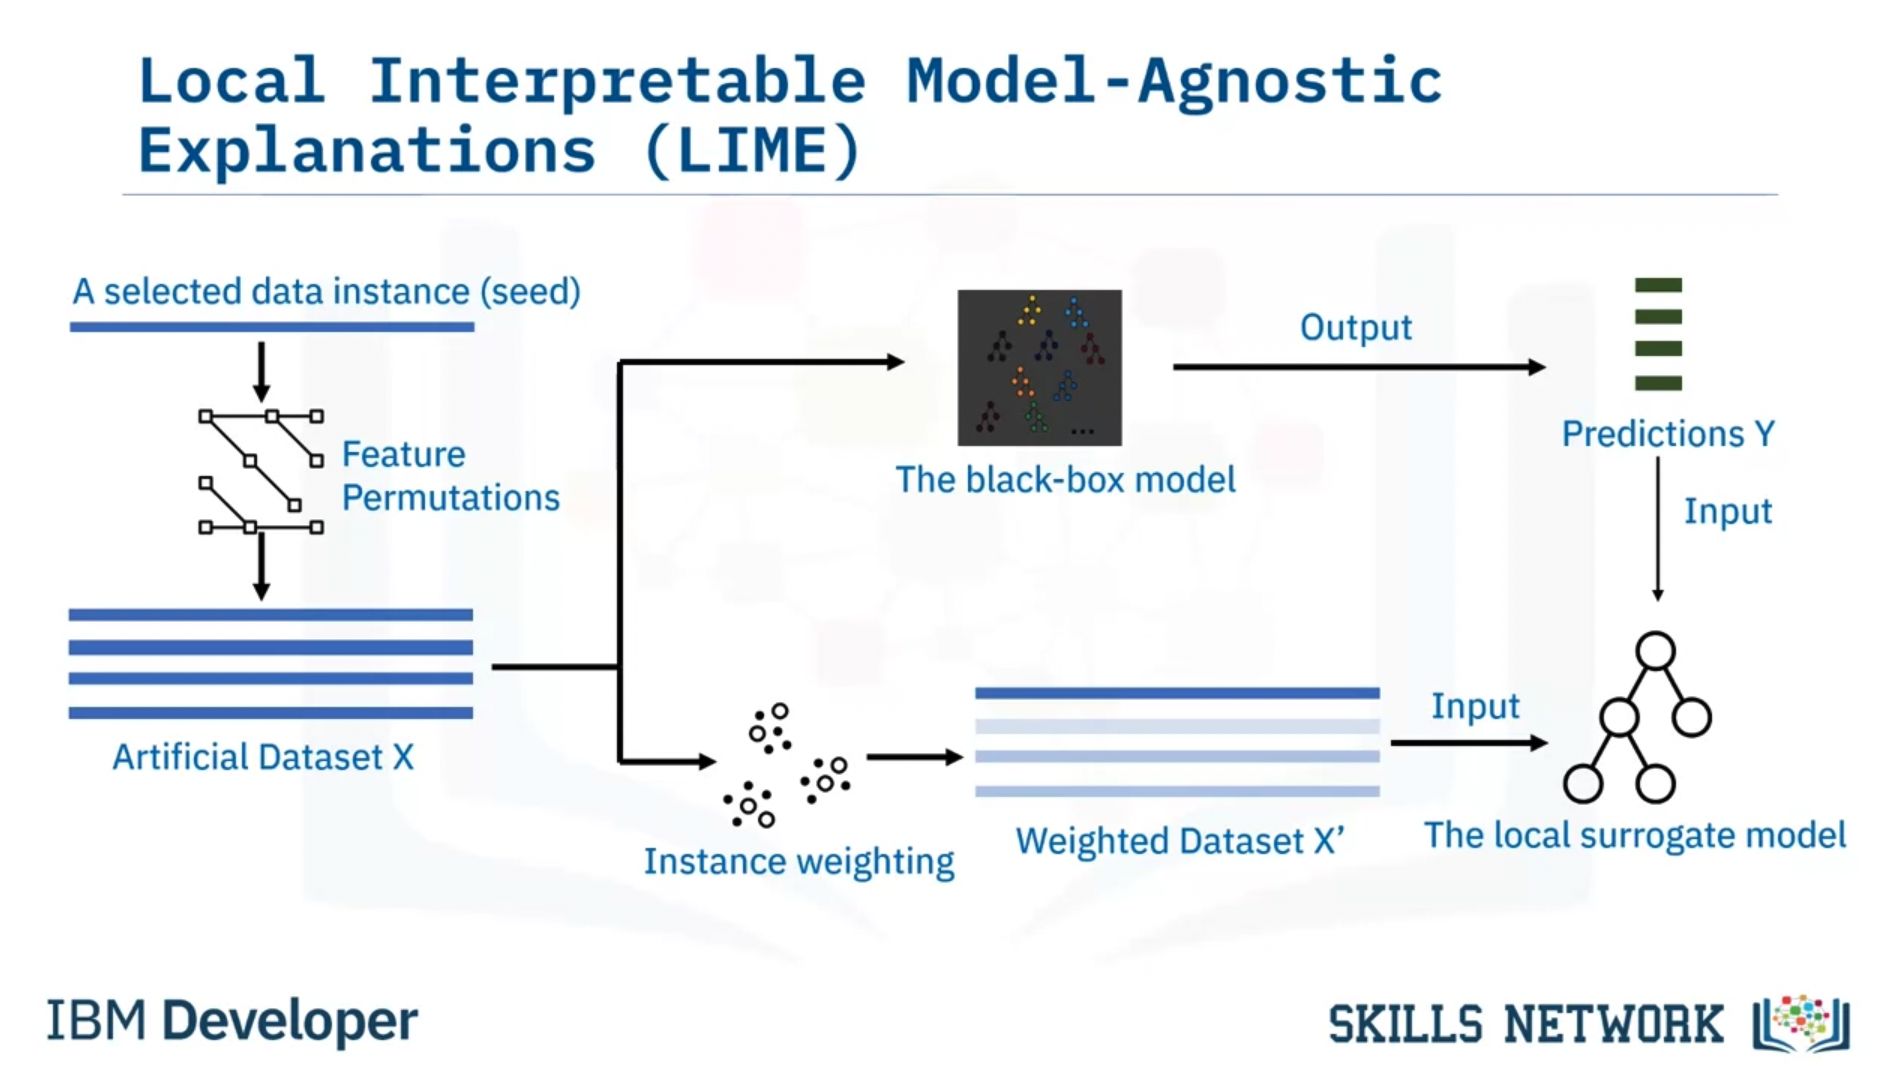 Local Interpretable Model-Agnostic
Explanations (LIME)
A selected data instance (seed)
Feature
Permutations
Artificial Dataset X
The black-box model
Output
Predictions Y
Input
Instance weighting
Weighted Dataset X’
Input
The local surrogate model
IBM Developer
SKILLS NETWORK